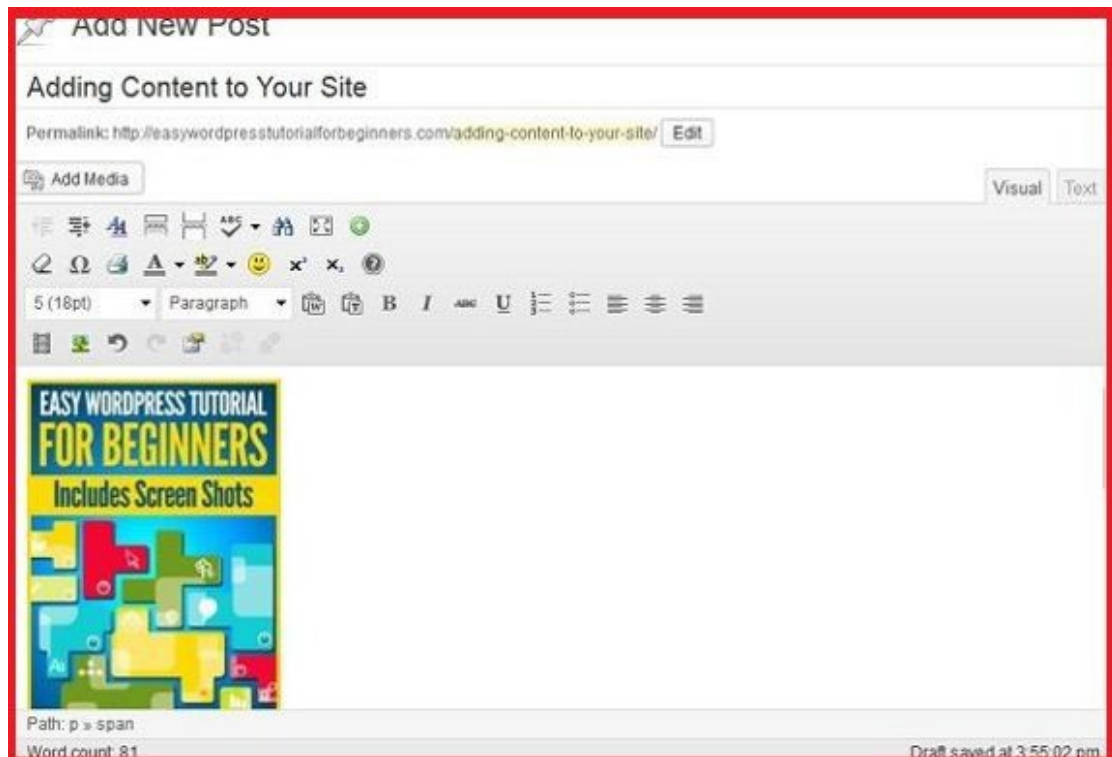 Add New Post
Adding Content to Your Site
Permalink: http://easywordpresstutorialforbeginners.com/adding-content-to-your-site/ Edit
Add Media
Visual Text
ABC
5 (18pt) Paragraph B I ABC U
EASY WORDPRESS TUTORIAL
FOR BEGINNERS
Includes Screen Shots
Path: p » span
Word count: 81 Draft saved at 3:55:02 pm